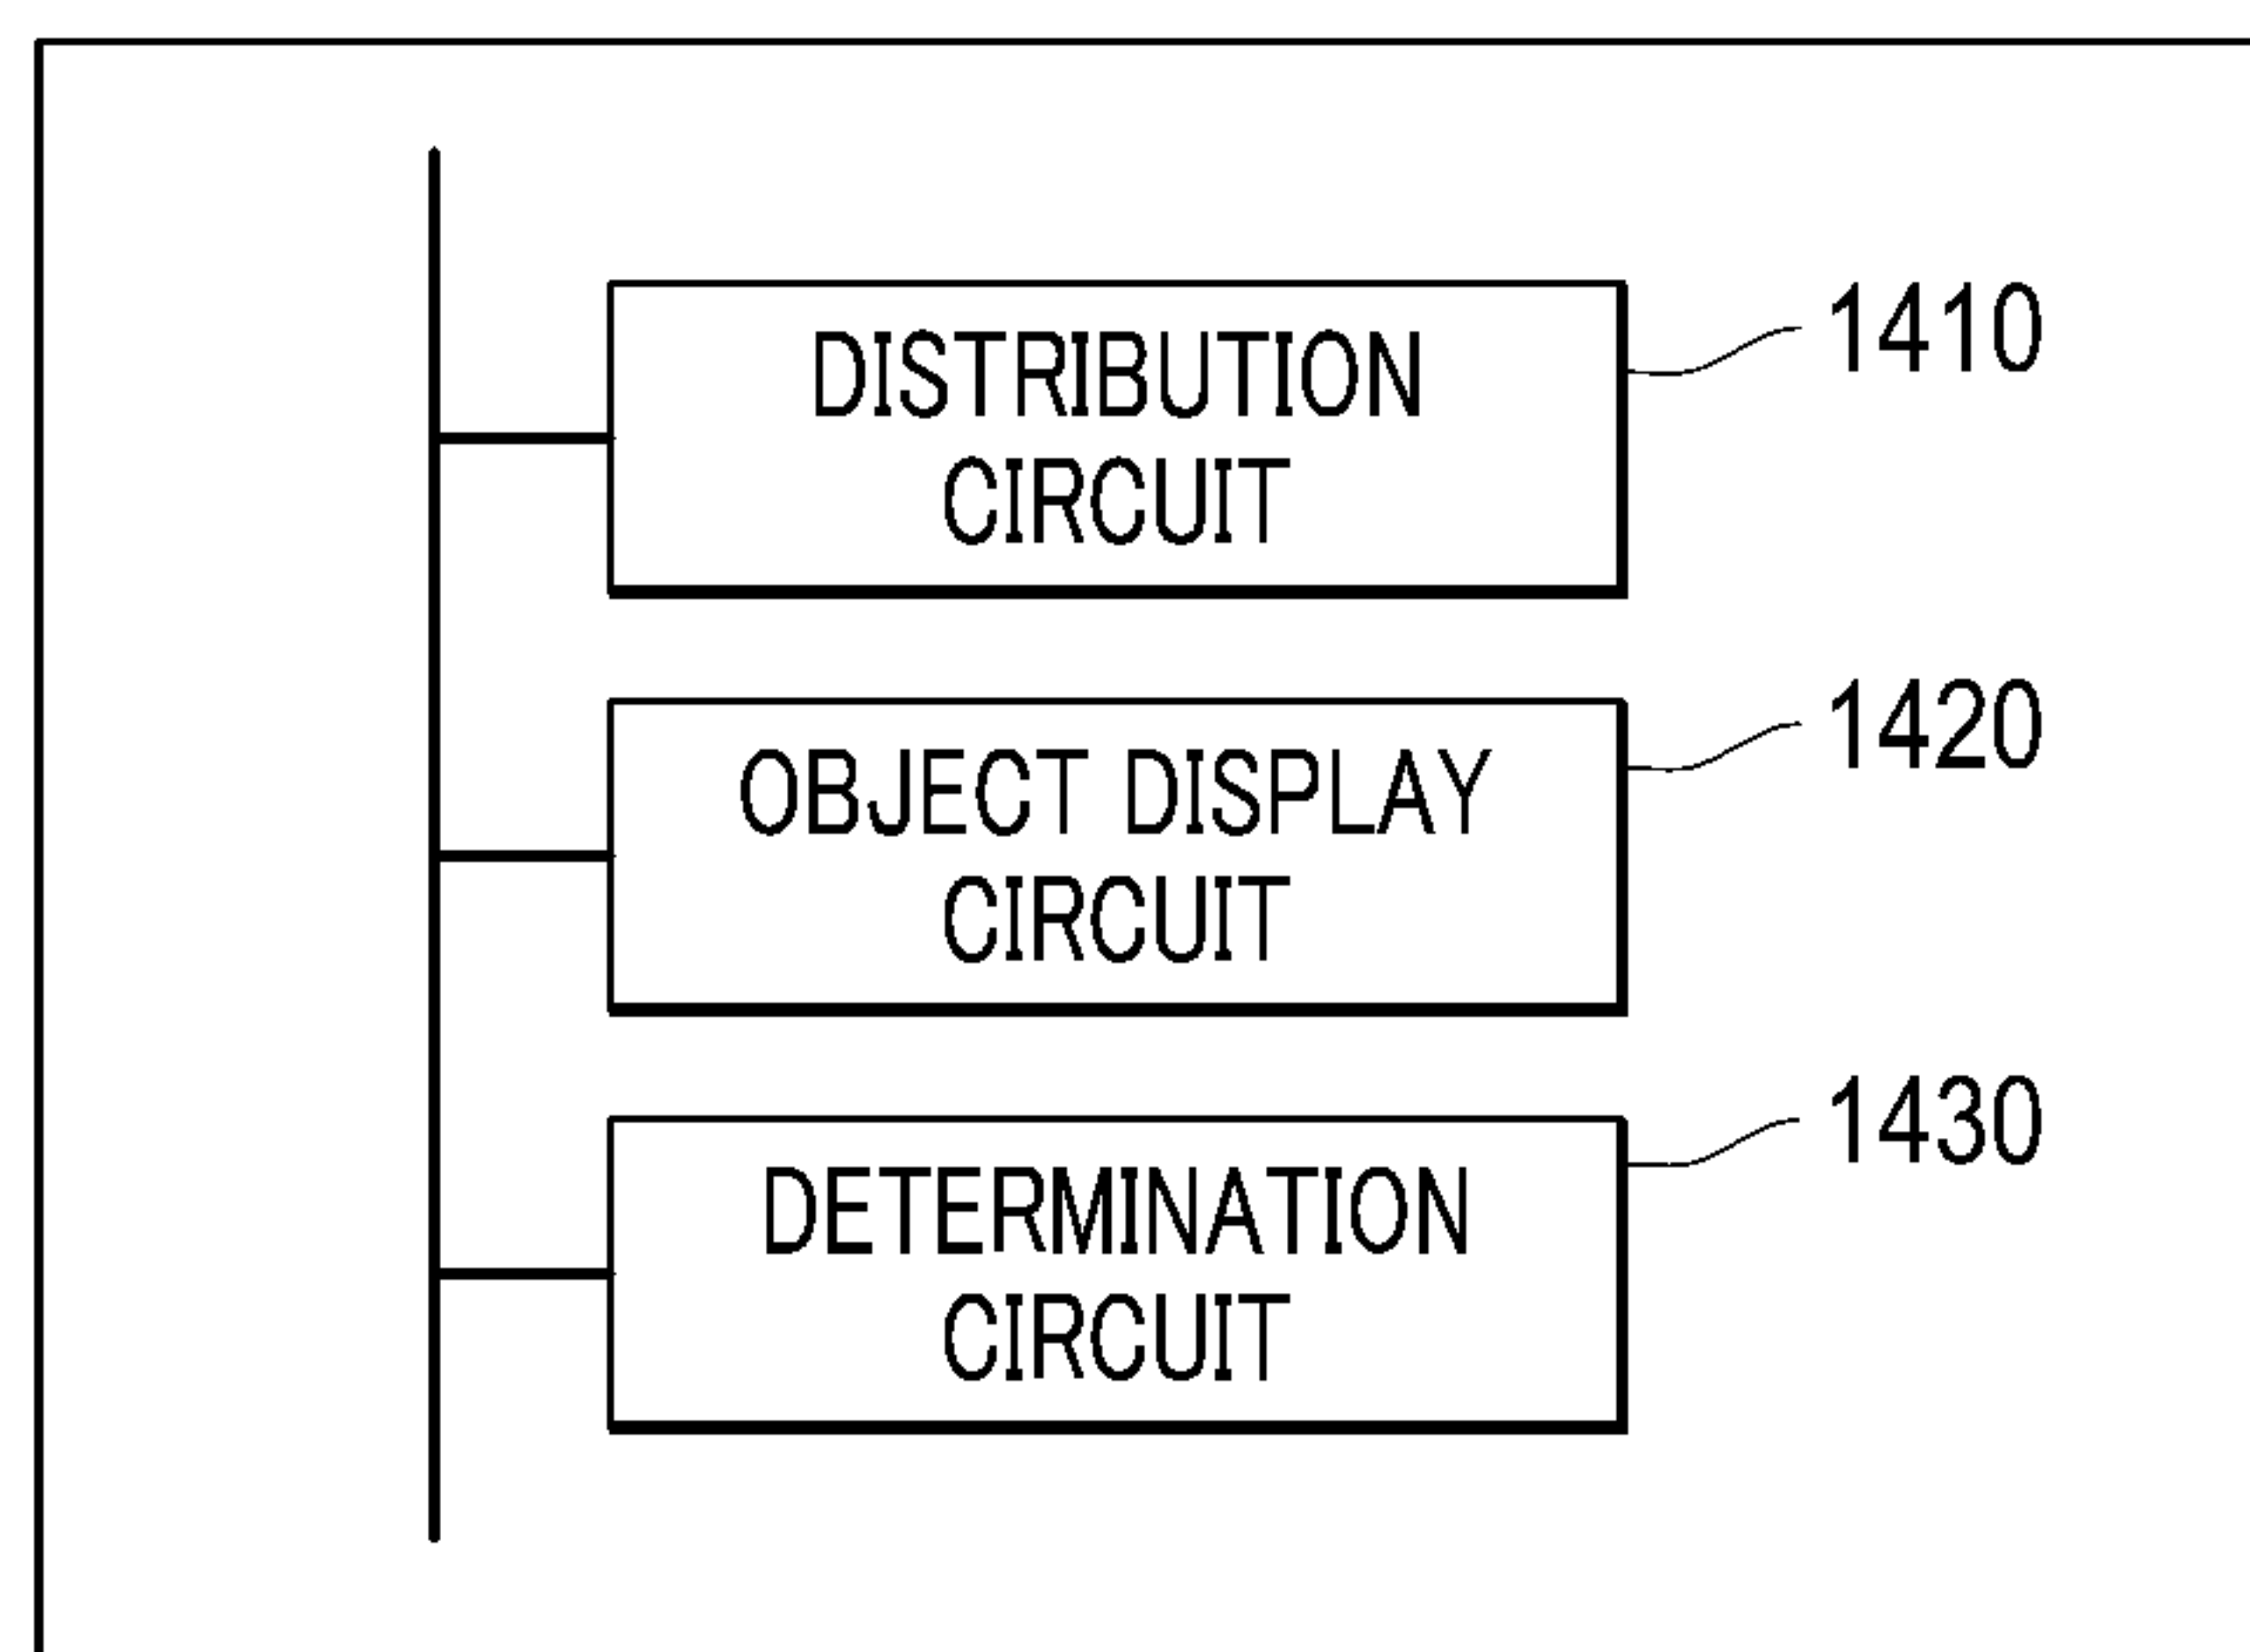 DISTRIBUTION
CIRCUIT
1410
OBJECT DISPLAY
CIRCUIT
1420
DETERMINATION
CIRCUIT
1430